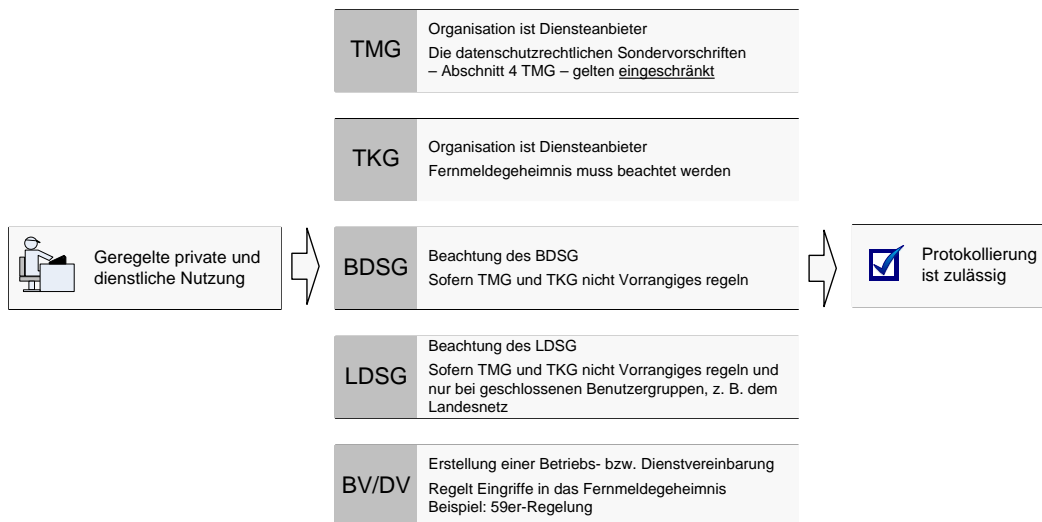 TMG
Organisation ist Diensteanbieter
Die datenschutzrechtlichen Sondervorschriften
– Abschnitt 4 TMG – gelten eingeschränkt
TKG
Organisation ist Diensteanbieter
Fernmeldegeheimnis muss beachtet werden
Geregelte private und
dienstliche Nutzung
BDSG
Beachtung des BDSG
Sofern TMG und TKG nicht Vorrangiges regeln
Protokollierung
ist zulässig
LDSG
Beachtung des LDSG
Sofern TMG und TKG nicht Vorrangiges regeln und
nur bei geschlossenen Benutzergruppen, z. B. dem
Landesnetz
BV/DV
Erstellung einer Betriebs- bzw. Dienstvereinbarung
Regelt Eingriffe in das Fernmeldegeheimnis
Beispiel: 59er-Regelung